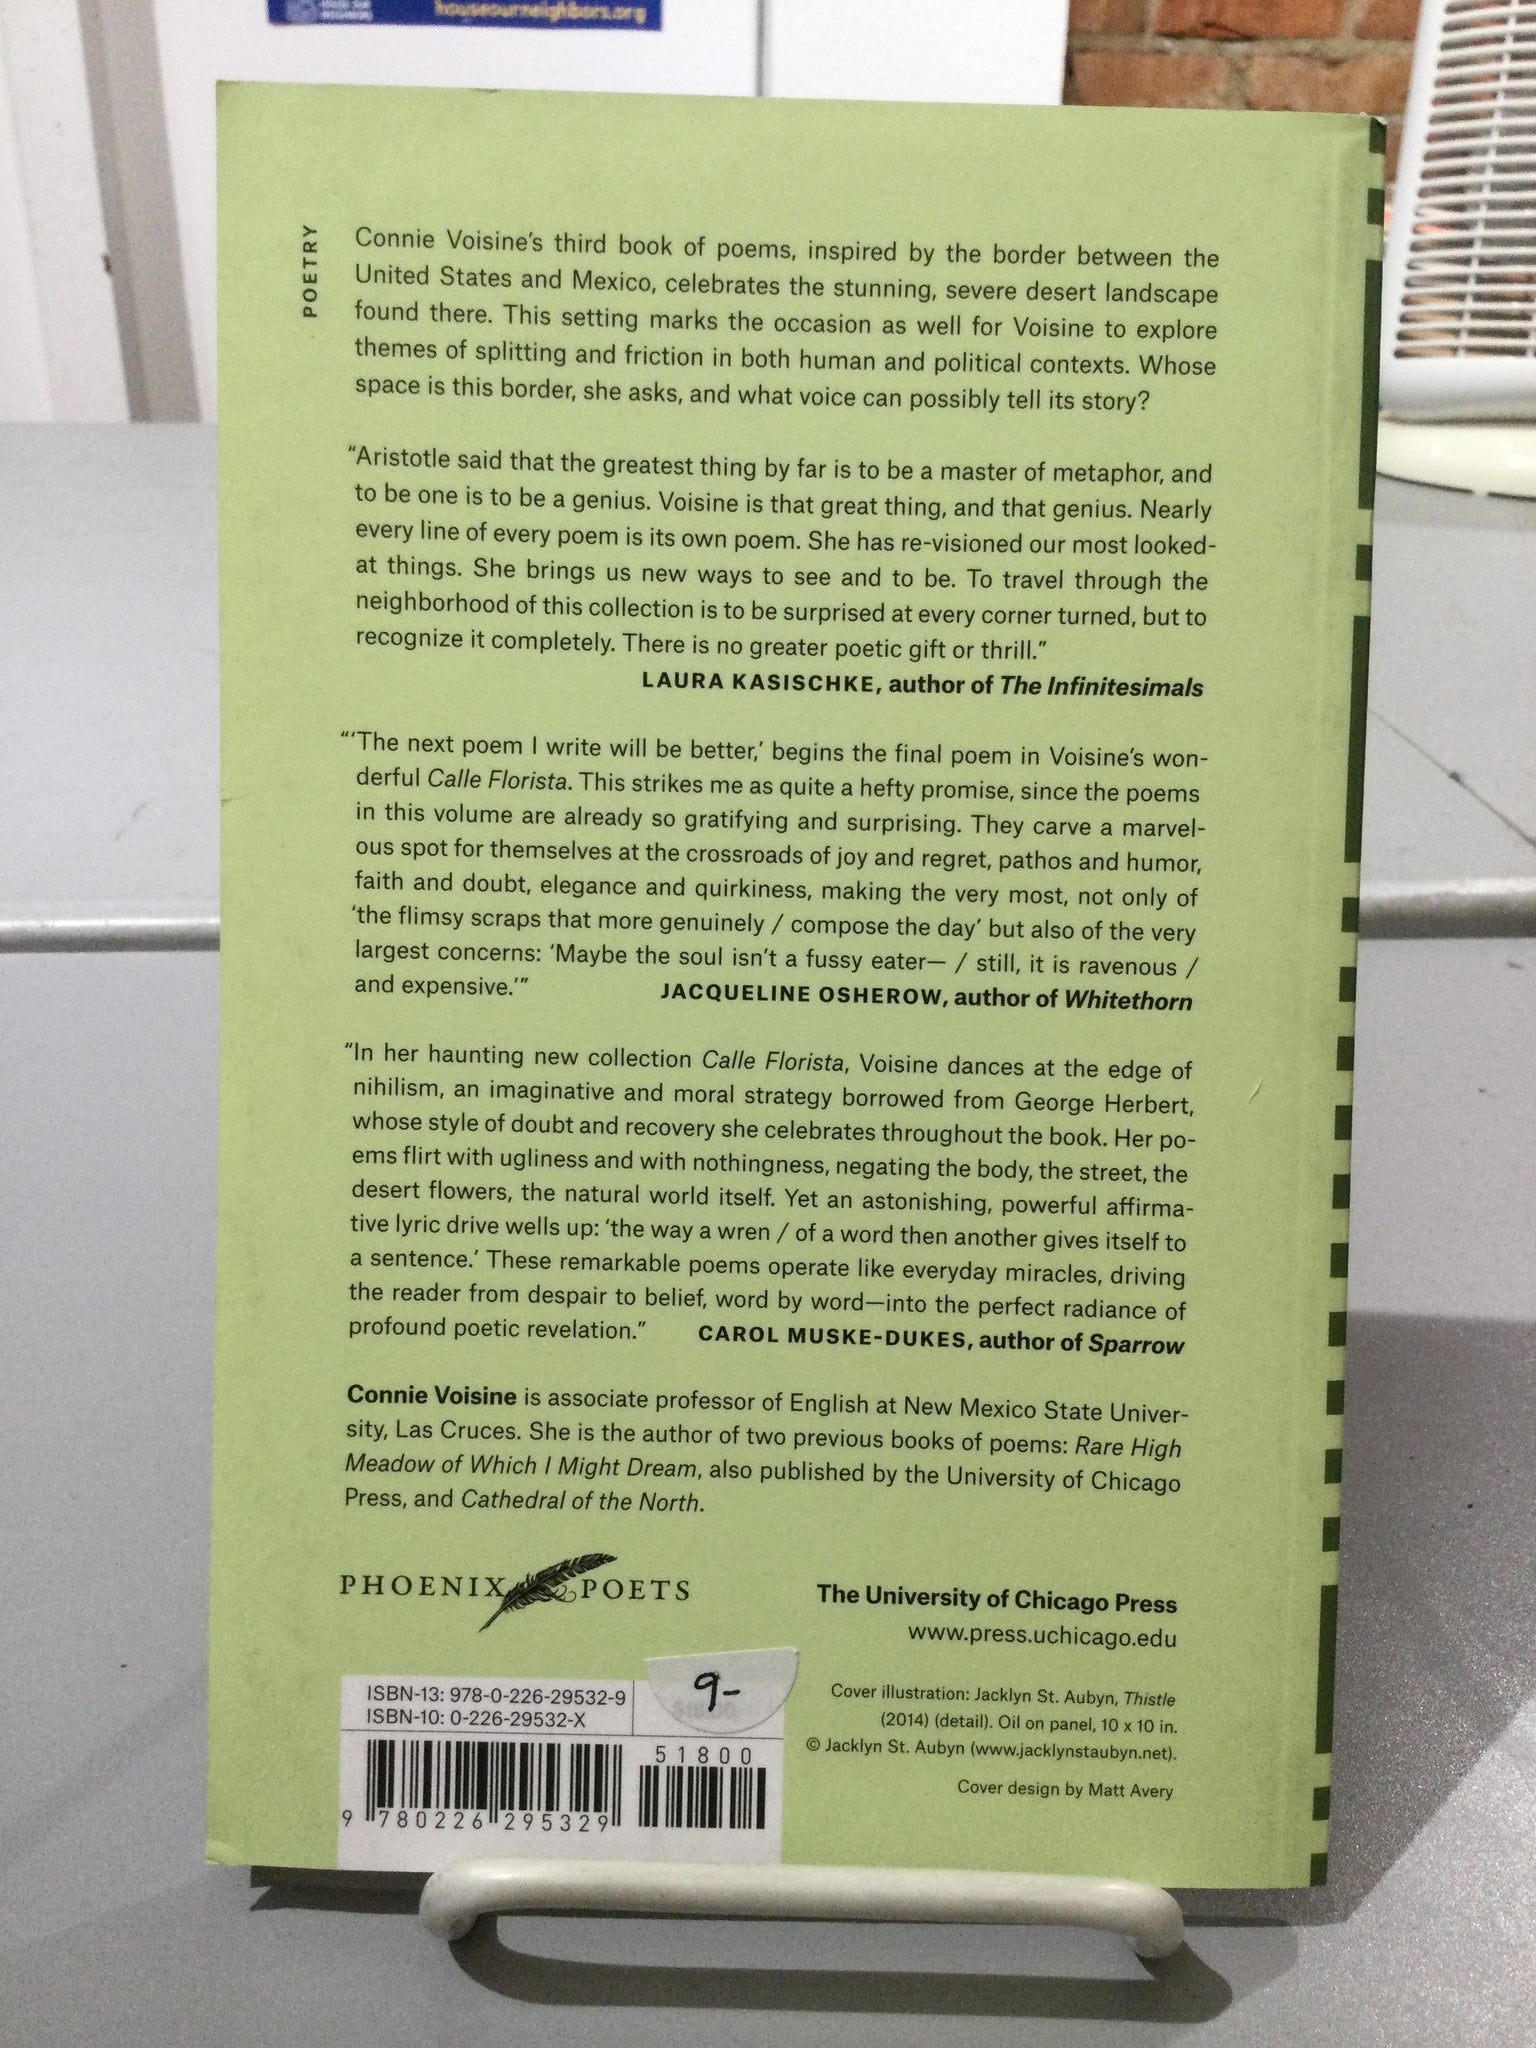 houseourneighbors.org
POETRY
Connie Voisine's third book of poems, inspired by the border between the
United States and Mexico, celebrates the stunning, severe desert landscape
found there. This setting marks the occasion as well for Voisine to explore
themes of splitting and friction in both human and political contexts. Whose
space is this border, she asks, and what voice can possibly tell its story?
“Aristotle said that the greatest thing by far is to be a master of metaphor, and
to be one is to be a genius. Voisine is that great thing, and that genius. Nearly
every line of every poem is its own poem. She has re-visioned our most looked-
at things. She brings us new ways to see and to be. To travel through the
neighborhood of this collection is to be surprised at every corner turned, but to
recognize it completely. There is no greater poetic gift or thrill.”
LAURA KASISCHKE, author of The Infinitesimals
“‘The next poem I write will be better,’ begins the final poem in Voisine's won-
derful Calle Florista. This strikes me as quite a hefty promise, since the poems
in this volume are already so gratifying and surprising. They carve a marvel-
ous spot for themselves at the crossroads of joy and regret, pathos and humor,
faith and doubt, elegance and quirkiness, making the very most, not only of
‘the flimsy scraps that more genuinely / compose the day’ but also of the very
largest concerns: ‘Maybe the soul isn't a fussy eater— / still, it is ravenous /
and expensive.’” JACQUELINE OSHEROW, author of Whitethorn
“In her haunting new collection Calle Florista, Voisine dances at the edge of
nihilism, an imaginative and moral strategy borrowed from George Herbert,
whose style of doubt and recovery she celebrates throughout the book. Her po-
ems flirt with ugliness and with nothingness, negating the body, the street, the
desert flowers, the natural world itself. Yet an astonishing, powerful affirma-
tive lyric drive wells up: ‘the way a wren / of a word then another gives itself to
a sentence.’ These remarkable poems operate like everyday miracles, driving
the reader from despair to belief, word by word—into the perfect radiance of
profound poetic revelation.” CAROL MUSKE-DUKES, author of Sparrow
Connie Voisine is associate professor of English at New Mexico State Univer-
sity, Las Cruces. She is the author of two previous books of poems: Rare High
Meadow of Which I Might Dream, also published by the University of Chicago
Press, and Cathedral of the North.
PHOENIX POETS
The University of Chicago Press
www.press.uchicago.edu
ISBN-13: 978-0-226-29532-9
ISBN-10: 0-226-29532-X
9-
51800
9 780226 295329
Cover illustration: Jacklyn St. Aubyn, Thistle
(2014) (detail). Oil on panel, 10 x 10 in.
© Jacklyn St. Aubyn (www.jacklynstaubyn.net).
Cover design by Matt Avery